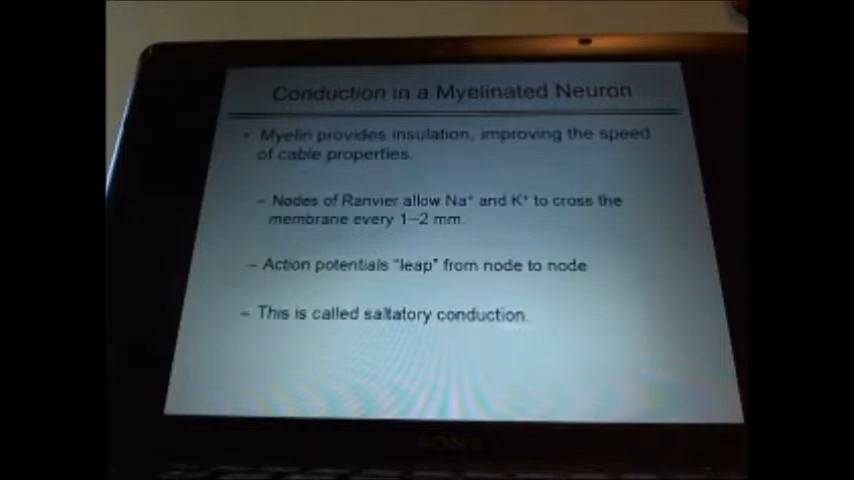 Conduction in a Myelinated Neuron
• Myelin provides insulation, improving the speed
of cable properties.
– Nodes of Ranvier allow Na⁺ and K⁺ to cross the
membrane every 1–2 mm.
– Action potentials "leap" from node to node
– This is called saltatory conduction.
SONY